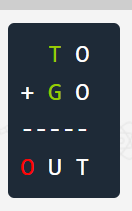 T O
+ G O
-----
O U T